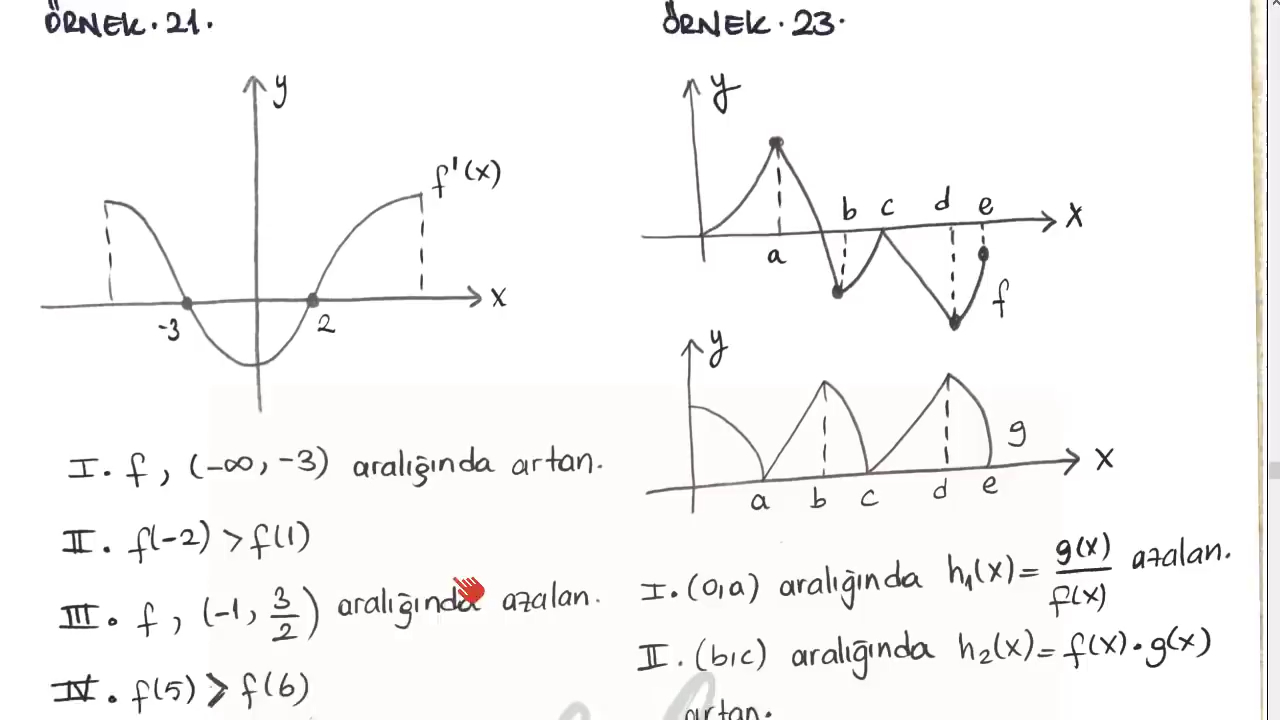 ÖRNEK.21.
y
f'(x)
x
-3
2
I. f, (-∞, -3) aralığında artan.
II. f(-2) > f(1)
III. f, (-1, 3/2) aralığında azalan.
IV. f(5) > f(6)
ÖRNEK.23.
y
b c d e
x
a
f
y
g
x
a b c d e
I. (0,a) aralığında h₁(x)= g(x)/f(x) azalan.
II. (b,c) aralığında h₂(x)= f(x)·g(x)
artan.